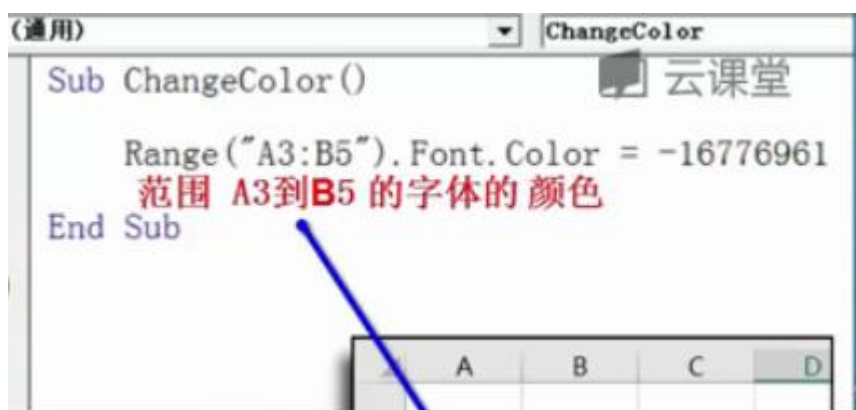 (通用) ChangeColor
云课堂
Sub ChangeColor()
Range("A3:B5").Font.Color = -16776961
范围 A3到B5 的字体的 颜色
End Sub
A B C D